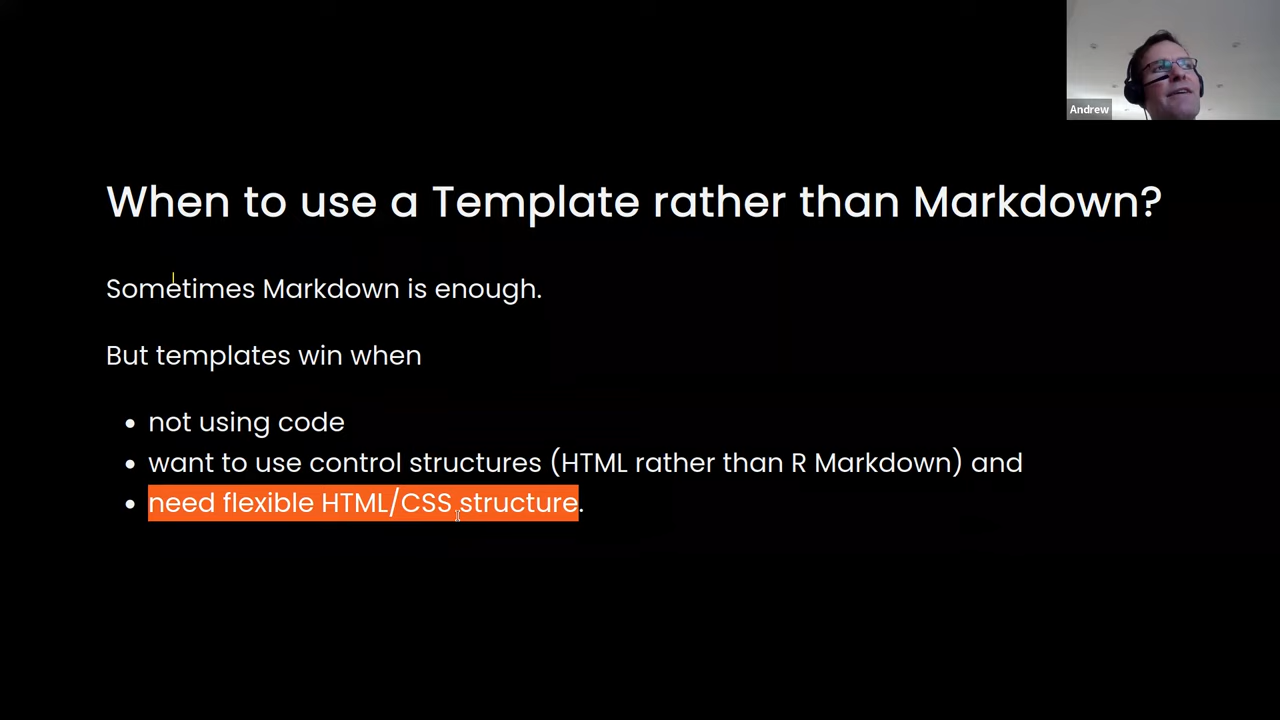 Andrew
When to use a Template rather than Markdown?
Sometimes Markdown is enough.
But templates win when
• not using code
• want to use control structures (HTML rather than R Markdown) and
• need flexible HTML/CSS structure.